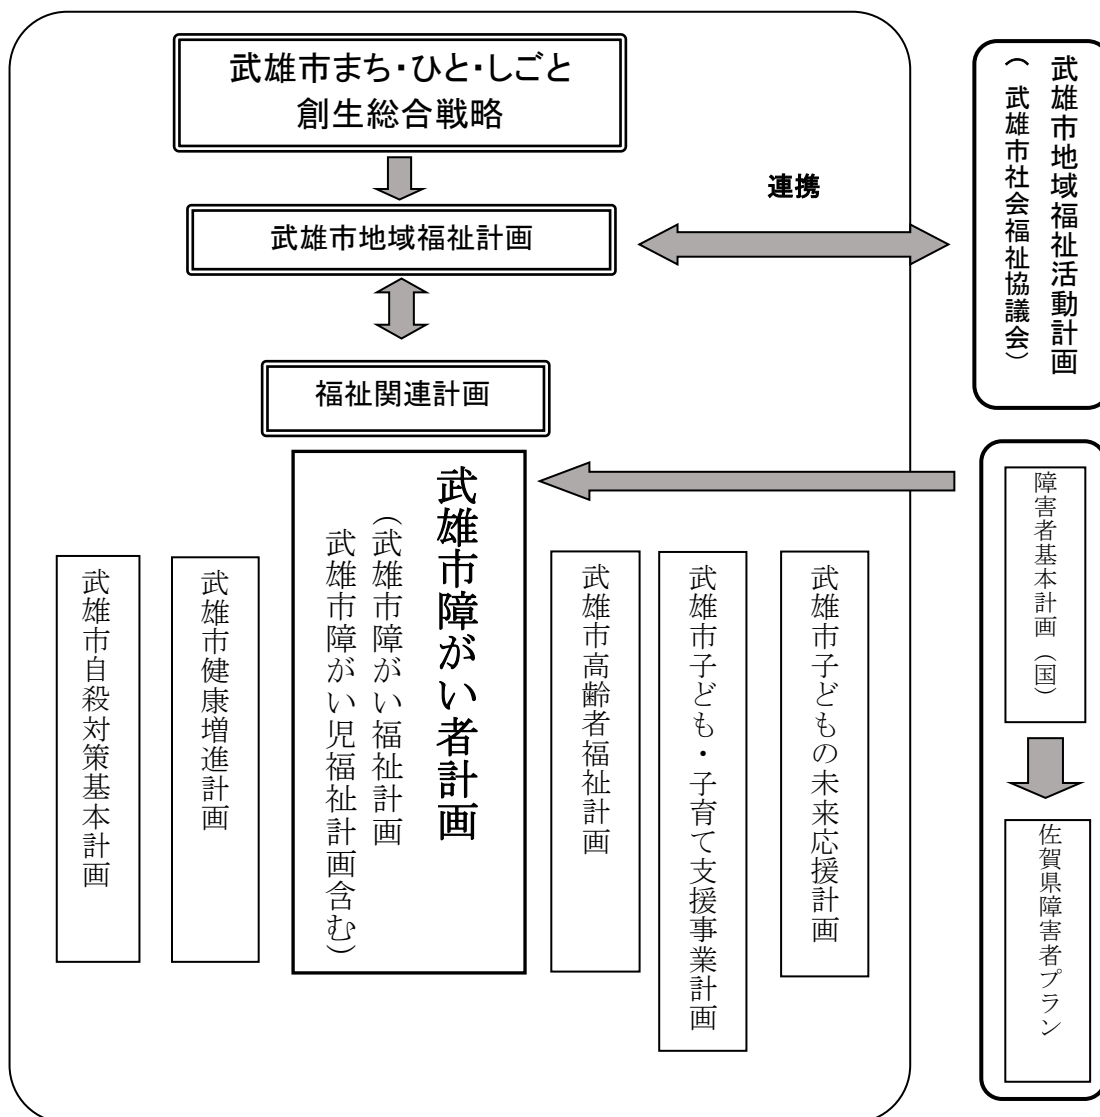 武雄市まち・ひと・しごと
創生総合戦略
武雄市地域福祉計画
連携
武雄市地域福祉活動計画
(武雄市社会福祉協議会)
福祉関連計画
障害者基本計画(国)
佐賀県障害者プラン
武雄市子どもの未来応援計画
武雄市子ども・子育て支援事業計画
武雄市高齢者福祉計画
武雄市障がい者計画
(武雄市障がい福祉計画
武雄市障がい児福祉計画含む)
武雄市健康増進計画
武雄市自殺対策基本計画